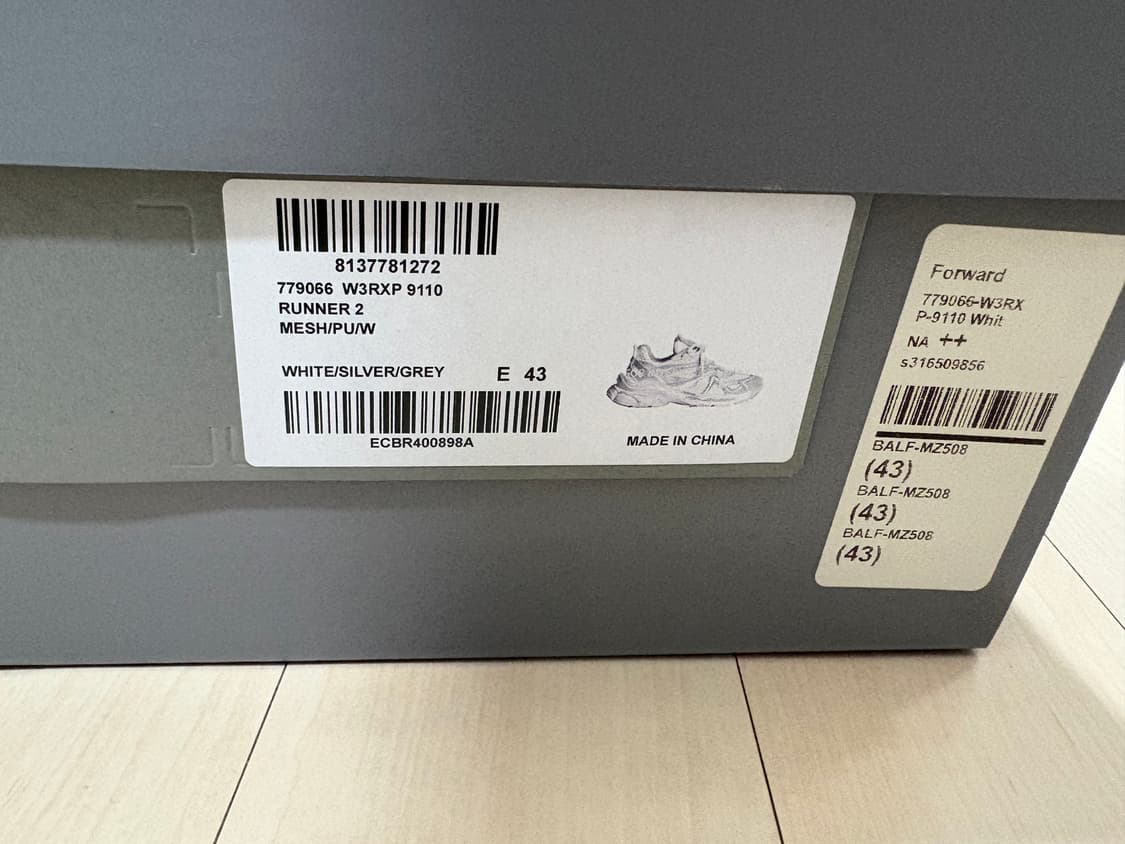 8137781272
779066 W3RXP 9110
RUNNER 2
MESH/PU/W
WHITE/SILVER/GREY E 43
ECBR400898A
MADE IN CHINA
Forward
779066-W3RX
P-9110 Whit
NA ++
s316509856
BALF-MZ508
(43)
BALF-MZ508
(43)
BALF-MZ508
(43)